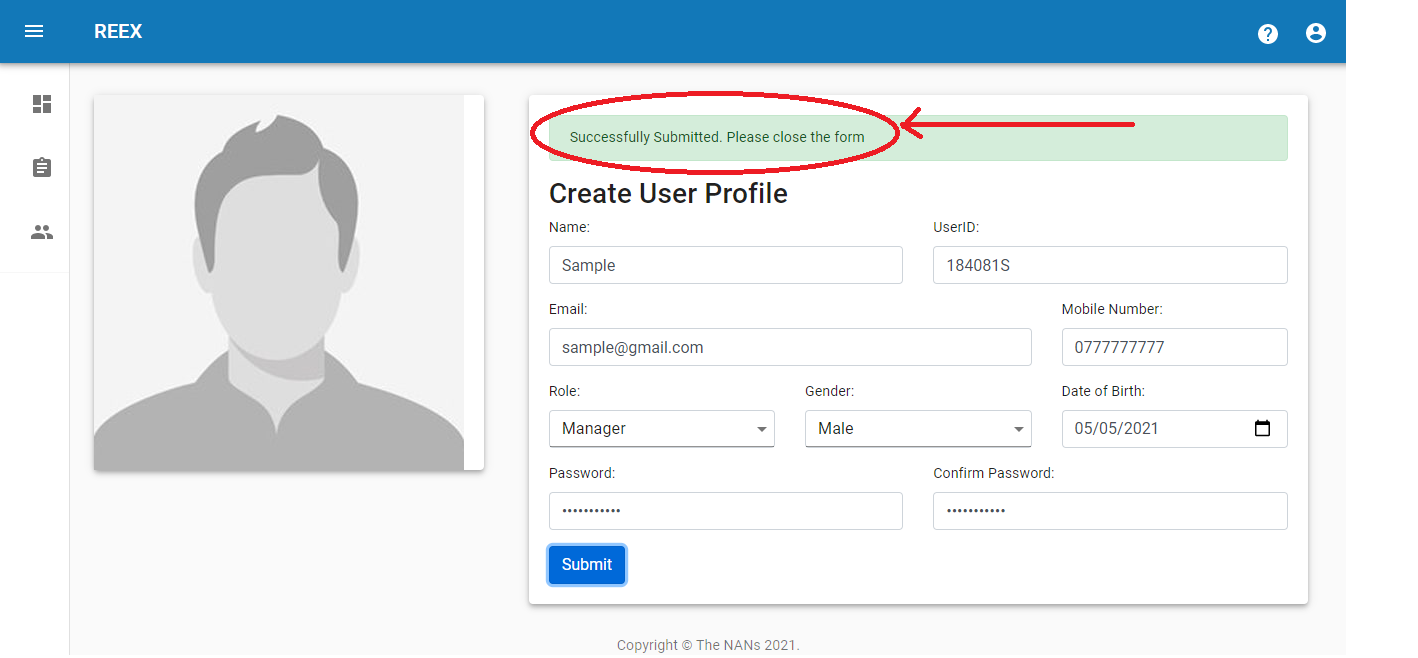 REEX
Successfully Submitted. Please close the form
Create User Profile
Name:
UserID:
Sample
184081S
Email:
Mobile Number:
sample@gmail.com
0777777777
Role:
Gender:
Date of Birth:
Manager
Male
05/05/2021
Password:
Confirm Password:
•••••••••••
•••••••••••
Submit
Copyright © The NANs 2021.